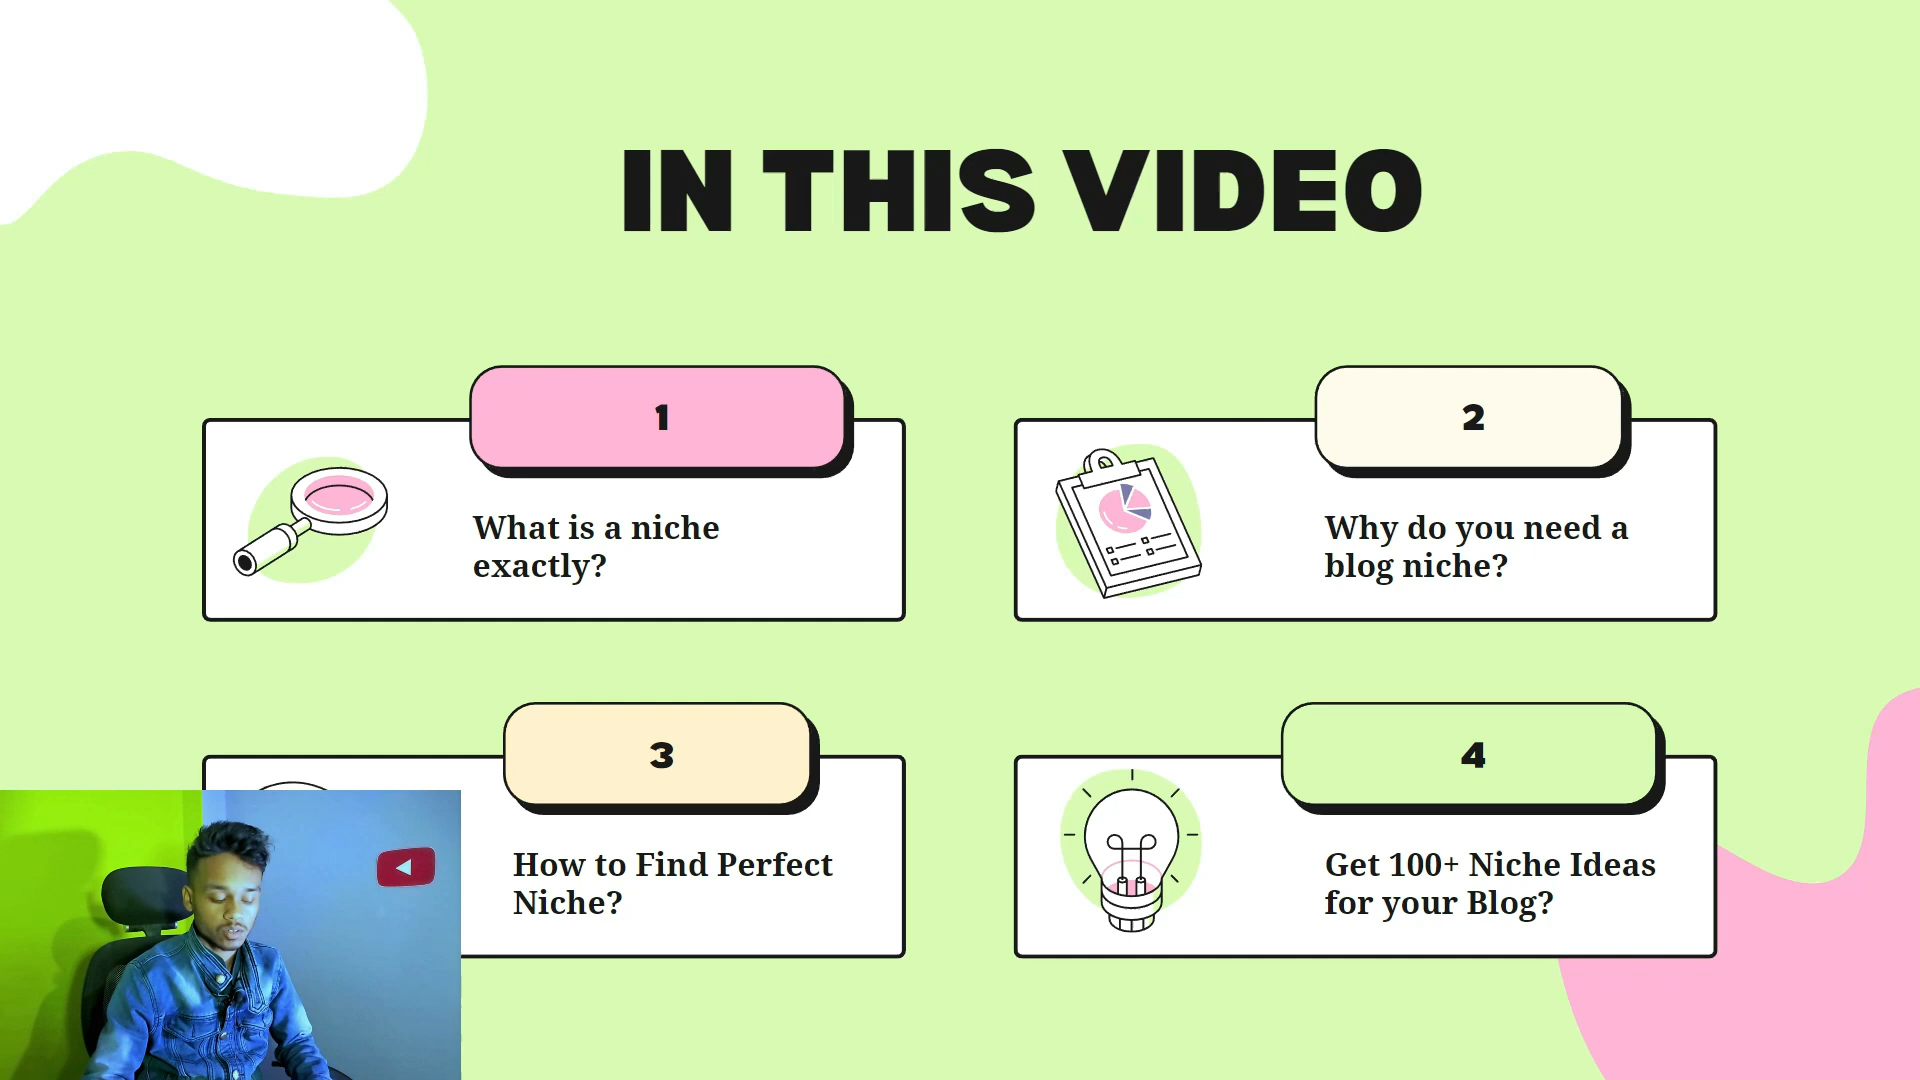 IN THIS VIDEO
1
What is a niche
exactly?
2
Why do you need a
blog niche?
3
How to Find Perfect
Niche?
4
Get 100+ Niche Ideas
for your Blog?